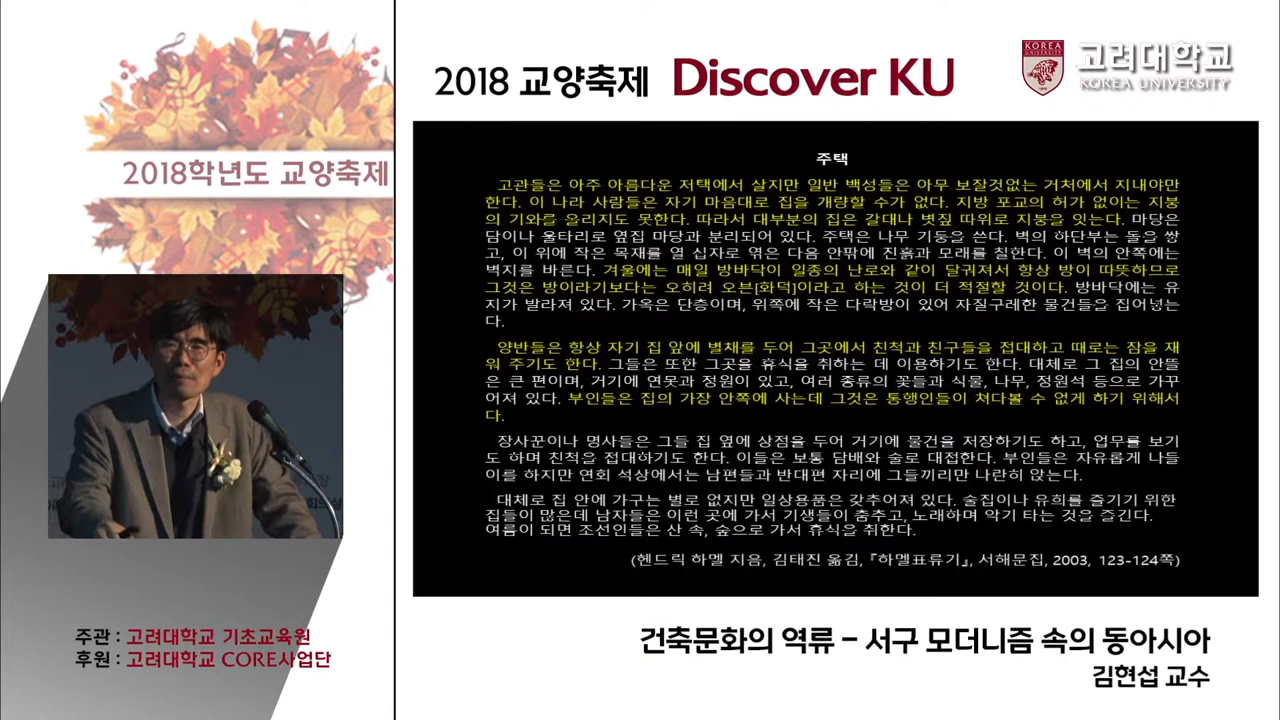 2018학년도 교양축제
2018 교양축제 Discover KU
KOREA
고려대학교
KOREA UNIVERSITY
주택
고관들은 아주 아름다운 저택에서 살지만 일반 백성들은 아무 보잘것없는 거처에서 지내야만
한다. 이 나라 사람들은 자기 마음대로 집을 개량할 수가 없다. 지방 포교의 허가 없이는 지붕
의 기와를 올리지도 못한다. 따라서 대부분의 집은 갈대나 볏짚 따위로 지붕을 잇는다. 마당은
담이나 울타리로 옆집 마당과 분리되어 있다. 주택은 나무 기둥을 쓴다. 벽의 하단부는 돌을 쌓
고, 이 위에 작은 목재를 열 십자로 엮은 다음 안팎에 진흙과 모래를 칠한다. 이 벽의 안쪽에는
벽지를 바른다. 겨울에는 매일 방바닥이 일종의 난로와 같이 달궈져서 항상 방이 따뜻하므로
그것은 방이라기보다는 오히려 오븐[화덕]이라고 하는 것이 더 적절할 것이다. 방바닥에는 유
지가 발라져 있다. 가옥은 단층이며, 위쪽에 작은 다락방이 있어 자질구레한 물건들을 집어넣는
다.
양반들은 항상 자기 집 앞에 별채를 두어 그곳에서 친척과 친구들을 접대하고 때로는 잠을 재
워 주기도 한다. 그들은 또한 그곳을 휴식을 취하는 데 이용하기도 한다. 대체로 그 집의 안뜰
은 큰 편이며, 거기에 연못과 정원이 있고, 여러 종류의 꽃들과 식물, 나무, 정원석 등으로 가꾸
어져 있다. 부인들은 집의 가장 안쪽에 사는데 그것은 통행인들이 쳐다볼 수 없게 하기 위해서
다.
장사꾼이나 명사들은 그들 집 옆에 상점을 두어 거기에 물건을 저장하기도 하고, 업무를 보기
도 하며 친척을 접대하기도 한다. 이들은 보통 담배와 술로 대접한다. 부인들은 자유롭게 나들
이를 하지만 연회 석상에서는 남편들과 반대편 자리에 그들끼리만 나란히 앉는다.
대체로 집 안에 가구는 별로 없지만 일상용품은 갖추어져 있다. 술집이나 유희를 즐기기 위한
집들이 많은데 남자들은 이런 곳에 가서 기생들이 춤추고, 노래하며 악기 타는 것을 즐긴다.
여름이 되면 조선인들은 산 속, 숲으로 가서 휴식을 취한다.
(헨드릭 하멜 지음, 김태진 옮김, 『하멜표류기』, 서해문집, 2003, 123-124쪽)
주관 : 고려대학교 기초교육원
후원 : 고려대학교 CORE사업단
건축문화의 역류 – 서구 모더니즘 속의 동아시아
김현섭 교수